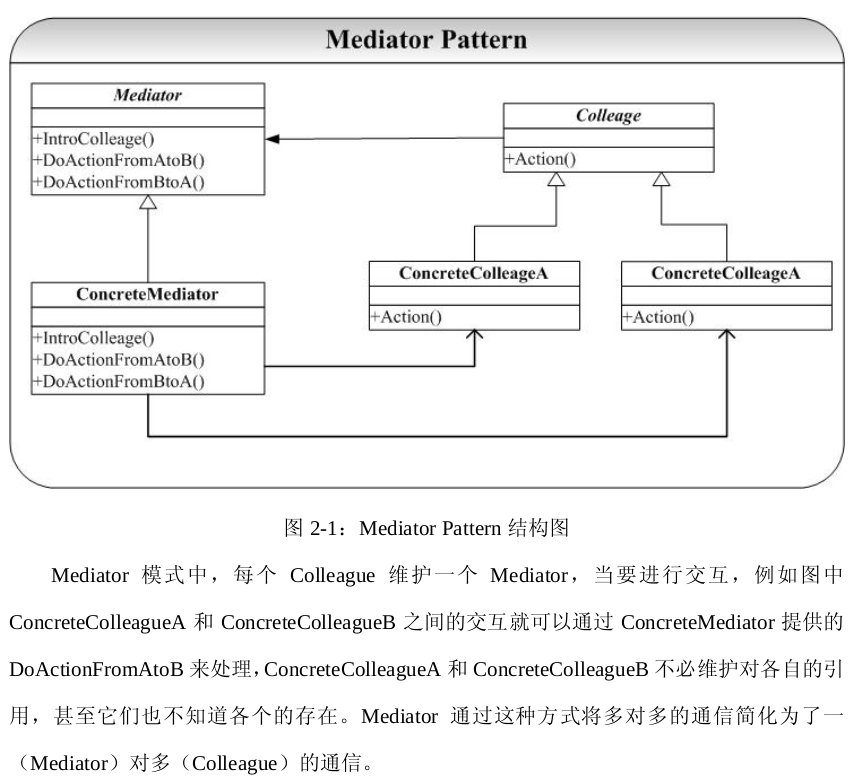 Mediator Pattern
Mediator
+IntroColleage()
+DoActionFromAtoB()
+DoActionFromBtoA()
Colleage
+Action()
ConcreteMediator
+IntroColleage()
+DoActionFromAtoB()
+DoActionFromBtoA()
ConcreteColleageA
+Action()
ConcreteColleageA
+Action()
图 2-1：Mediator Pattern 结构图
Mediator 模式中，每个 Colleague 维护一个 Mediator，当要进行交互，例如图中
ConcreteColleagueA 和 ConcreteColleagueB 之间的交互就可以通过 ConcreteMediator 提供的
DoActionFromAtoB 来处理，ConcreteColleagueA 和 ConcreteColleagueB 不必维护对各自的引
用，甚至它们也不知道各个的存在。Mediator 通过这种方式将多对多的通信简化为了一
（Mediator）对多（Colleague）的通信。